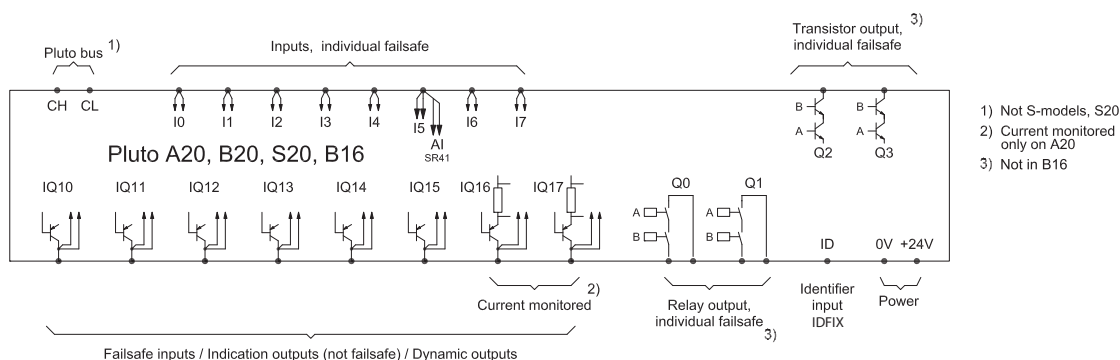 Pluto bus 1)
Inputs, individual failsafe
Transistor output, 3)
individual failsafe
CH CL
I0 I1 I2 I3 I4 I5 I6 I7
AI
SR41
B B
A A
Q2 Q3
1) Not S-models, S20
2) Current monitored
only on A20
3) Not in B16
Pluto A20, B20, S20, B16
IQ10 IQ11 IQ12 IQ13 IQ14 IQ15 IQ16 IQ17
Q0 Q1
A A
B B
ID 0V +24V
Current monitored 2)
Relay output,
individual failsafe 3)
Identifier
input
IDFIX
Power
Failsafe inputs / Indication outputs (not failsafe) / Dynamic outputs